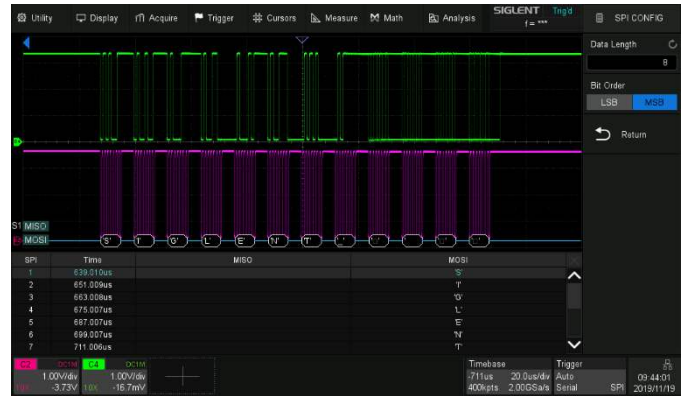 Utility Display Acquire Trigger Cursors Measure Math Analysis SIGLENT Trig'd SPI CONFIG
f = ***
Data Length
8
Bit Order
LSB MSB
Return
S1 MISO
MOSI 'S' 'G' 'L' 'E' 'N' 'T'
SPI Time MISO MOSI
1 639.010us 'S'
2 651.009us 'I'
3 663.008us 'G'
4 675.007us 'L'
5 687.007us 'E'
6 699.007us 'N'
7 711.006us 'T'
C2 DC1M C4 DC1M Timebase Trigger
1.00V/div 1.00V/div -711us 20.0us/div Auto 09:44:01
10X -3.73V 10X -16.7mV 400kpts 2.00GSa/s Serial SPI 2019/11/19